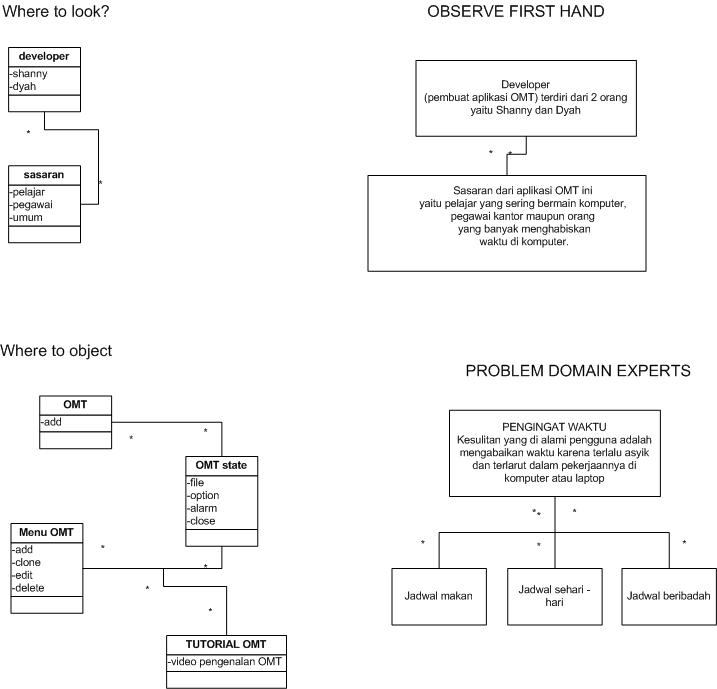 Where to look?
developer
-shanny
-dyah
*
*
sasaran
-pelajar
-pegawai
-umum
OBSERVE FIRST HAND
Developer
(pembuat aplikasi OMT) terdiri dari 2 orang
yaitu Shanny dan Dyah
* *
Sasaran dari aplikasi OMT ini
yaitu pelajar yang sering bermain komputer,
pegawai kantor maupun orang
yang banyak menghabiskan
waktu di komputer.
Where to object
OMT
-add
*
*
OMT state
-file
-option
-alarm
-close
Menu OMT
-add
-clone
-edit
-delete
*
*
*
*
TUTORIAL OMT
-video pengenalan OMT
PROBLEM DOMAIN EXPERTS
PENGINGAT WAKTU
Kesulitan yang di alami pengguna adalah
mengabaikan waktu karena terlalu asyik
dan terlarut dalam pekerjaannya di
komputer atau laptop
* * *
* * *
Jadwal makan
Jadwal sehari -
hari
Jadwal beribadah